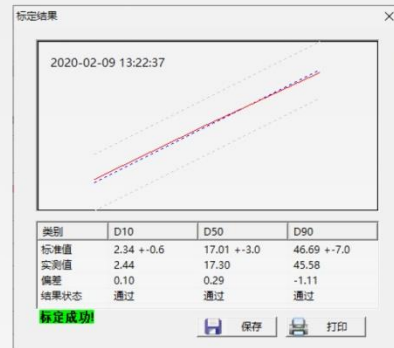 标定结果
2020-02-09 13:22:37
类别 D10 D50 D90
标准值 2.34 +-0.6 17.01 +-3.0 46.69 +-7.0
实测值 2.44 17.30 45.58
偏差 0.10 0.29 -1.11
结果状态 通过 通过 通过
标定成功!
保存 打印